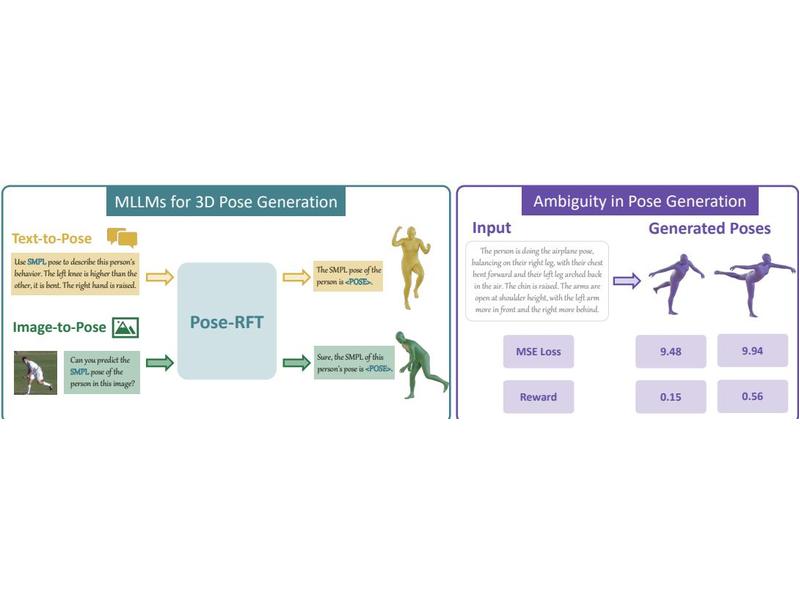 MLLMs for 3D Pose Generation
Text-to-Pose
Use SMPL pose to describe this person's
behavior. The left knee is higher than the
other, it is bent. The right hand is raised.
The SMPL pose of the
person is <POSE>.
Pose-RFT
Image-to-Pose
Can you predict the
SMPL pose of the
person in this image?
Sure, the SMPL of this
person's pose is <POSE>.
Ambiguity in Pose Generation
Input
Generated Poses
The person is doing the airplane pose,
balancing on their right leg, with their chest
bent forward and their left leg arched back
in the air. The chin is raised. The arms are
open at shoulder height, with the left arm
more in front and the right more behind.
MSE Loss
9.48
9.94
Reward
0.15
0.56